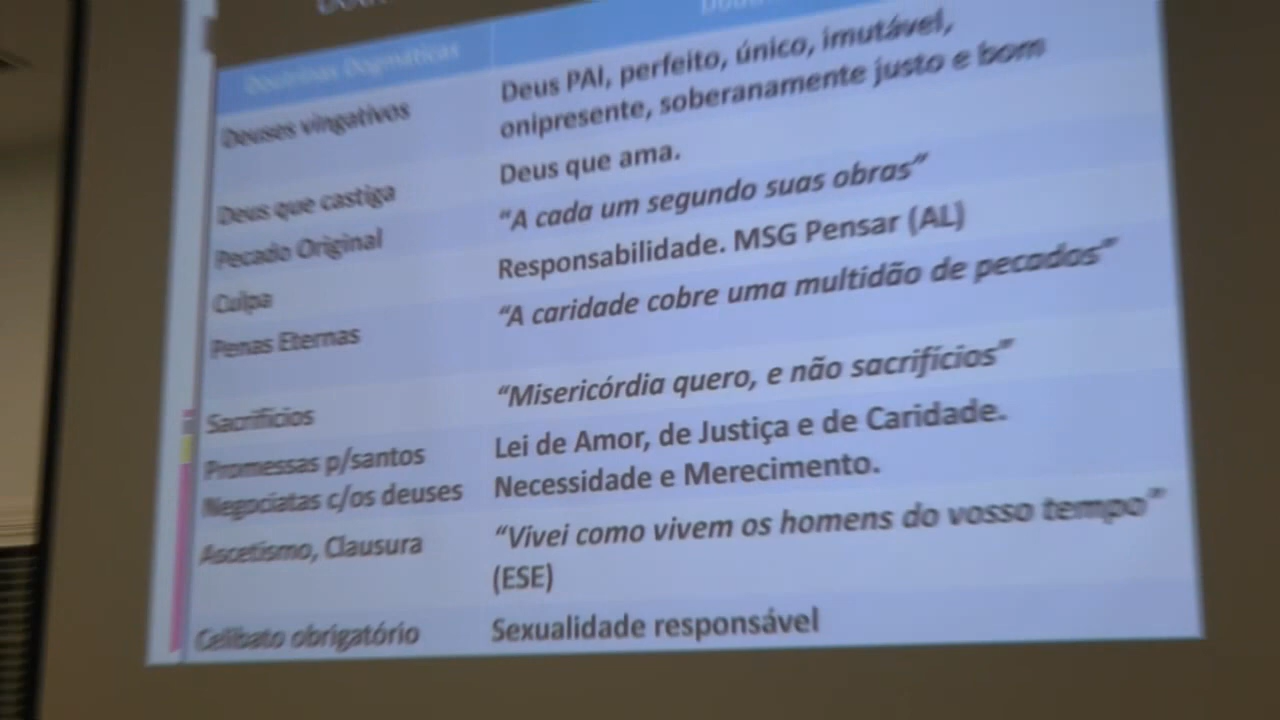 Doutrinas Dogmáticas
Deuses vingativos
Deus PAI, perfeito, único, imutável,
onipresente, soberanamente justo e bom
Deus que castiga
Deus que ama.
Pecado Original
“A cada um segundo suas obras”
Culpa
Responsabilidade. MSG Pensar (AL)
Penas Eternas
“A caridade cobre uma multidão de pecados”
Sacrifícios
“Misericórdia quero, e não sacrifícios”
Promessas p/santos
Lei de Amor, de Justiça e de Caridade.
Negociatas c/os deuses
Necessidade e Merecimento.
Ascetismo, Clausura
“Vivei como vivem os homens do vosso tempo”
(ESE)
Celibato obrigatório
Sexualidade responsável